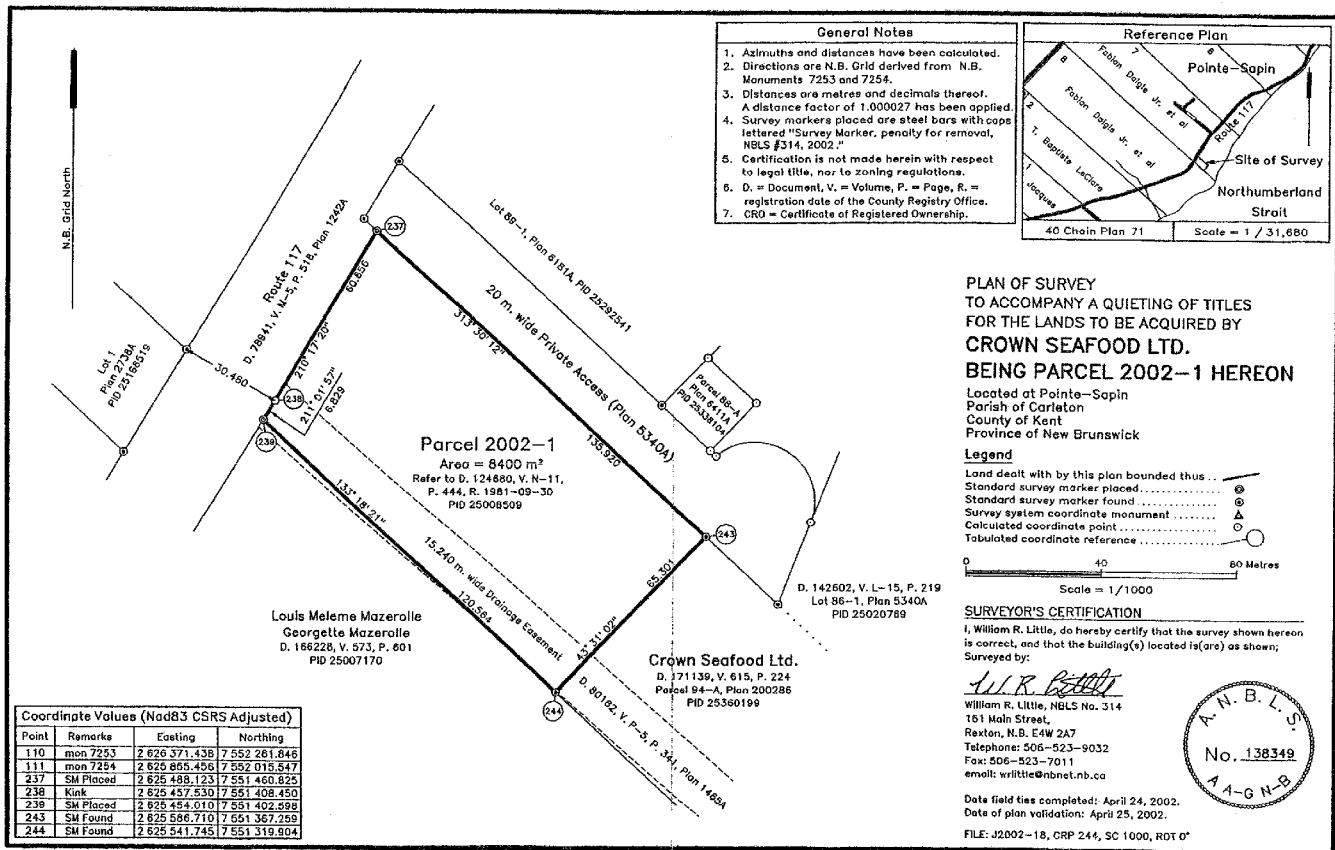 General Notes
1. Azimuths and distances have been calculated.
2. Directions are N.B. Grid derived from N.B.
Monuments 7253 and 7254.
3. Distances are metres and decimals thereof.
A distance factor of 1.000027 has been applied.
4. Survey markers placed are steel bars with caps
lettered "Survey Marker, penalty for removal,
NBLS #314, 2002."
5. Certification is not made herein with respect
to legal title, nor to zoning regulations.
6. D. = Document, V. = Volume, P. = Page, R. =
registration date of the County Registry Office.
7. CRO = Certificate of Registered Ownership.
Reference Plan
8
7
6
2
1
Fabien Daigle Jr. et al
Fabien Daigle Jr. et al
T. Baptiste LeClare
Jacques
Pointe-Sapin
Route 117
Site of Survey
Northumberland
Strait
40 Chain Plan 71
Scale = 1 / 31,680
N.B. Grid North
Route 117
D. 78941, V. N-5, P. 518, Plan 1242A
Lot 1
Plan 2738A
PID 25168519
30.480
60.656
210° 17' 20"
211° 01' 57"
6.829
237
238
239
243
244
Lot 88-1, Plan 6181A, PID 25292541
20 m. wide Private Access (Plan 5340A)
313° 30' 12"
135.920
Parcel 88-A
Plan 6411A
PID 25338104
Parcel 2002-1
Area = 8400 m²
Refer to D. 124680, V. N-11,
P. 444, R. 1981-09-30
PID 25008509
133° 18' 21"
120.564
15.240 m. wide Drainage Easement
65.301
43° 31' 02"
D. 80182, V. P-5, P. 341, Plan 1465A
Louis Meleme Mazerolle
Georgette Mazerolle
D. 166228, V. 573, P. 601
PID 25007170
Crown Seafood Ltd.
D. 171139, V. 615, P. 224
Parcel 94-A, Plan 200286
PID 25360199
D. 142602, V. L-15, P. 219
Lot 86-1, Plan 5340A
PID 25020769
PLAN OF SURVEY
TO ACCOMPANY A QUIETING OF TITLES
FOR THE LANDS TO BE ACQUIRED BY
CROWN SEAFOOD LTD.
BEING PARCEL 2002-1 HEREON
Located at Pointe-Sapin
Parish of Carleton
County of Kent
Province of New Brunswick
Legend
Land dealt with by this plan bounded thus
Standard survey marker placed
Standard survey marker found
Survey system coordinate monument
Calculated coordinate point
Tabulated coordinate reference
0 40 80 Metres
Scale = 1/1000
SURVEYOR'S CERTIFICATION
I, William R. Little, do hereby certify that the survey shown hereon
is correct, and that the building(s) located is(are) as shown;
Surveyed by:
W. R. Little
William R. Little, NBLS No. 314
161 Main Street,
Rexton, N.B. E4W 2A7
Telephone: 506-523-9032
Fax: 506-523-7011
email: wrlittle@nbnet.nb.ca
A.N.B.L.S.
No. 138349
A A-G N-B
Date field ties completed: April 24, 2002.
Date of plan validation: April 25, 2002.
FILE: J2002-18, CRP 244, SC 1000, ROT 0°
Coordinate Values (Nad83 CSRS Adjusted)
Point Remarks Easting Northing
110 mon 7253 2 626 371.438 7 552 261.846
111 mon 7254 2 625 865.456 7 552 015.547
237 SM Placed 2 625 488.123 7 551 460.825
238 Kink 2 625 457.530 7 551 408.450
239 SM Placed 2 625 454.010 7 551 402.598
243 SM Found 2 625 586.710 7 551 367.259
244 SM Found 2 625 541.745 7 551 319.904